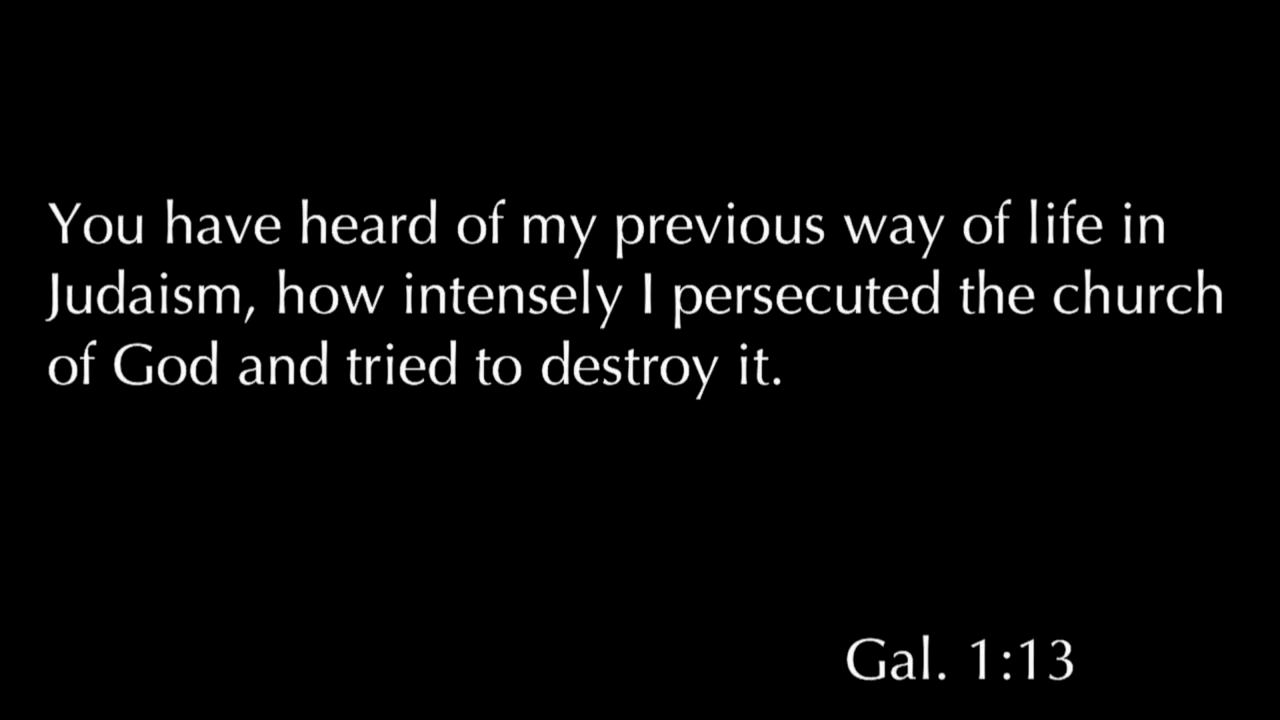 You have heard of my previous way of life in
Judaism, how intensely I persecuted the church
of God and tried to destroy it.
Gal. 1:13